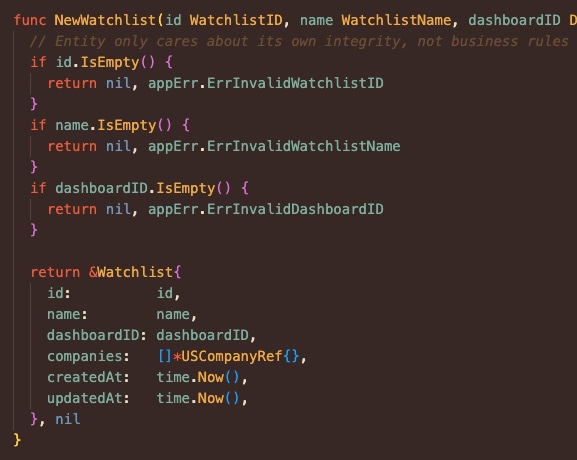 func NewWatchlist(id WatchlistID, name WatchlistName, dashboardID D
// Entity only cares about its own integrity, not business rules
if id.IsEmpty() {
return nil, appErr.ErrInvalidWatchlistID
}
if name.IsEmpty() {
return nil, appErr.ErrInvalidWatchlistName
}
if dashboardID.IsEmpty() {
return nil, appErr.ErrInvalidDashboardID
}
return &Watchlist{
id: id,
name: name,
dashboardID: dashboardID,
companies: []*USCompanyRef{},
createdAt: time.Now(),
updatedAt: time.Now(),
}, nil
}